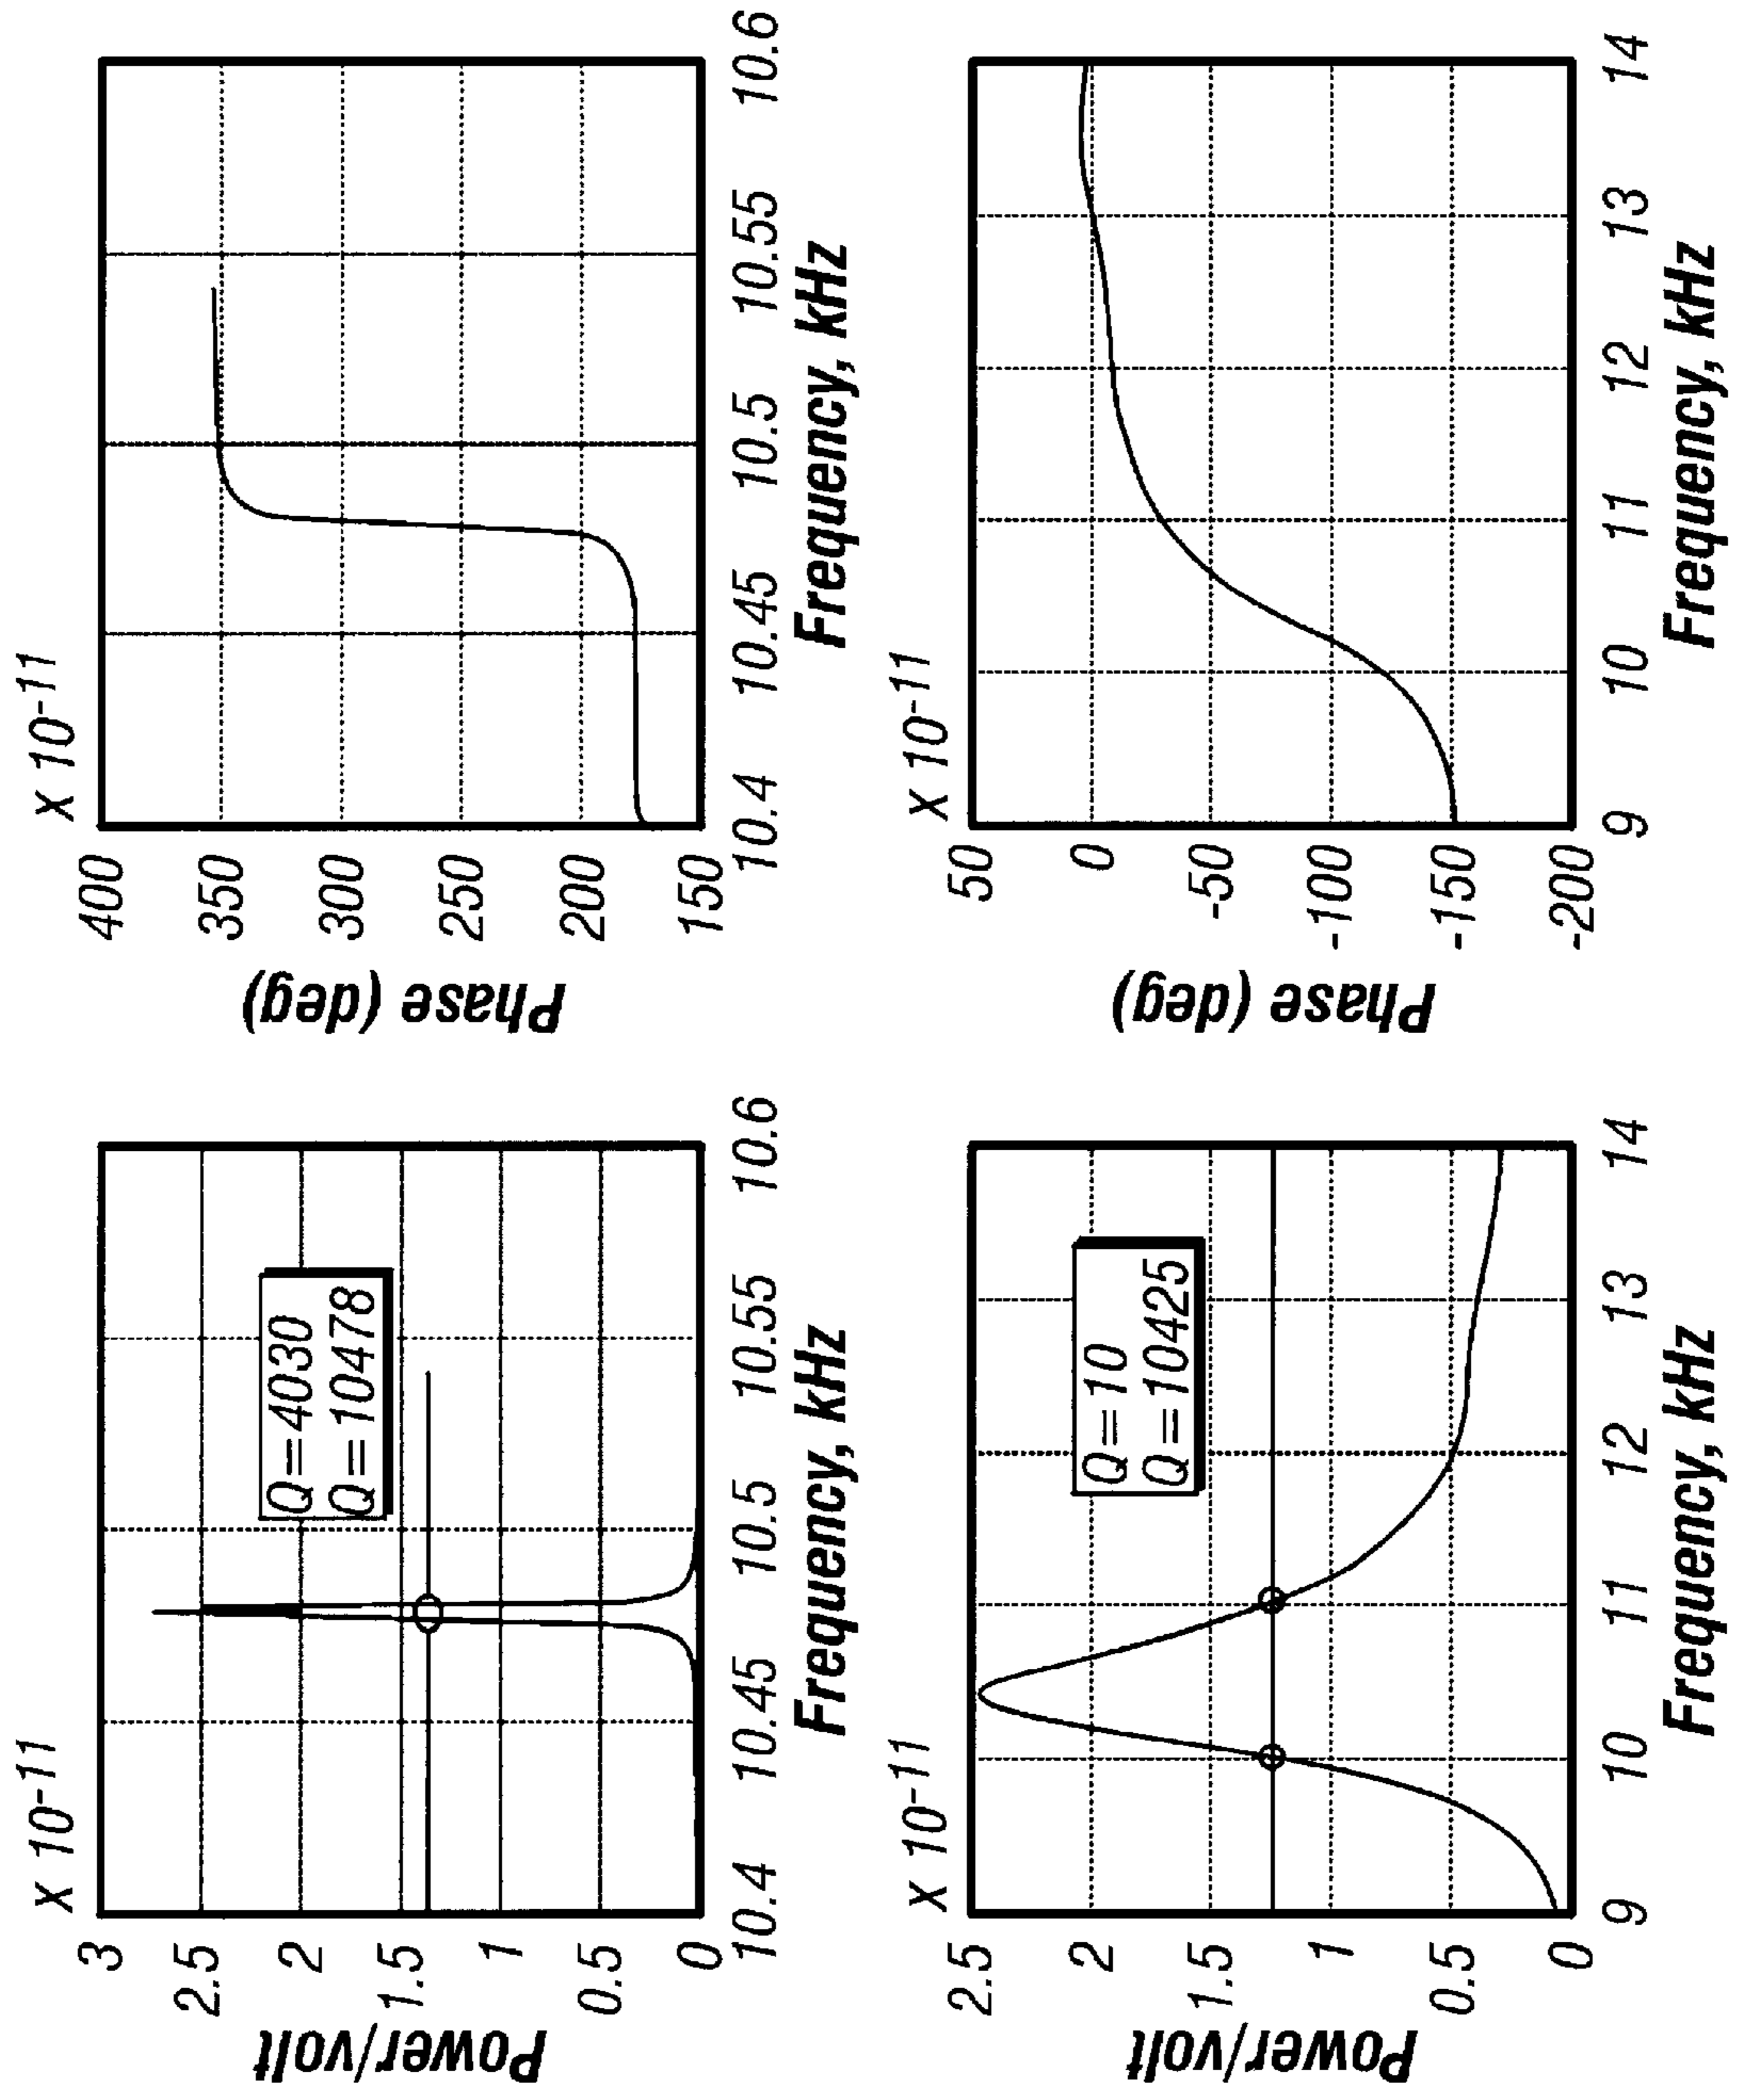 X 10-11
3
2.5
2
1.5
1
0.5
0
Power/volt
Q=4030
Q=10478
10.4
10.45
10.5
10.55
10.6
Frequency, kHz
X 10-11
400
350
300
250
200
150
Phase (deg)
10.4
10.45
10.5
10.55
10.6
Frequency, kHz
X 10-11
2.5
2
1.5
1
0.5
0
Power/volt
Q=10
Q=10425
9
10
11
12
13
14
Frequency, kHz
X 10-11
50
0
-50
-100
-150
-200
Phase (deg)
9
10
11
12
13
14
Frequency, kHz